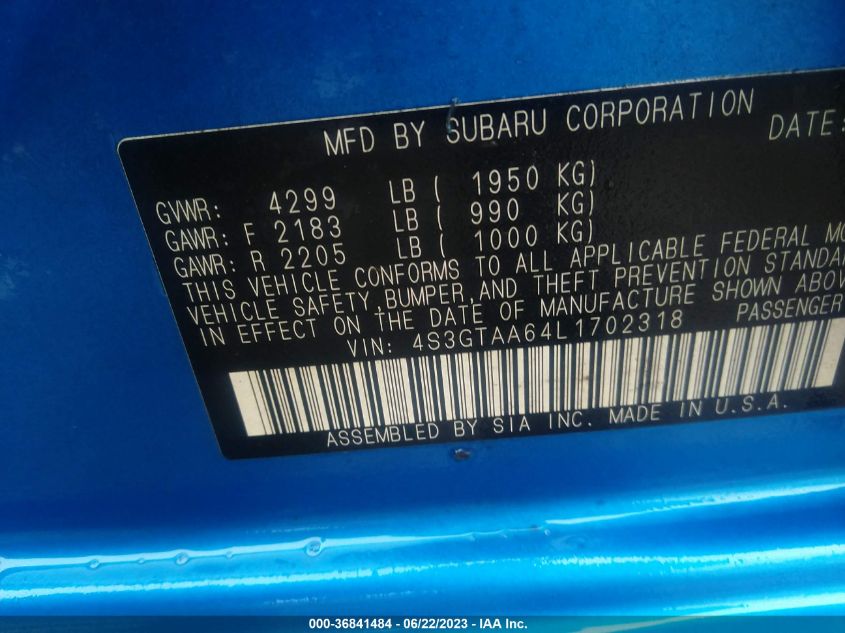 MFD BY SUBARU CORPORATION DATE:
GVWR: 4299 LB ( 1950 KG)
GAWR: F 2183 LB ( 990 KG)
GAWR: R 2205 LB ( 1000 KG)
THIS VEHICLE CONFORMS TO ALL APPLICABLE FEDERAL MO
VEHICLE SAFETY,BUMPER,AND THEFT PREVENTION STANDAR
IN EFFECT ON THE DATE OF MANUFACTURE SHOWN ABOV
VIN: 4S3GTAA64L1702318 PASSENGER
ASSEMBLED BY SIA INC. MADE IN U.S.A.
000-36841484 - 06/22/2023 - IAA Inc.